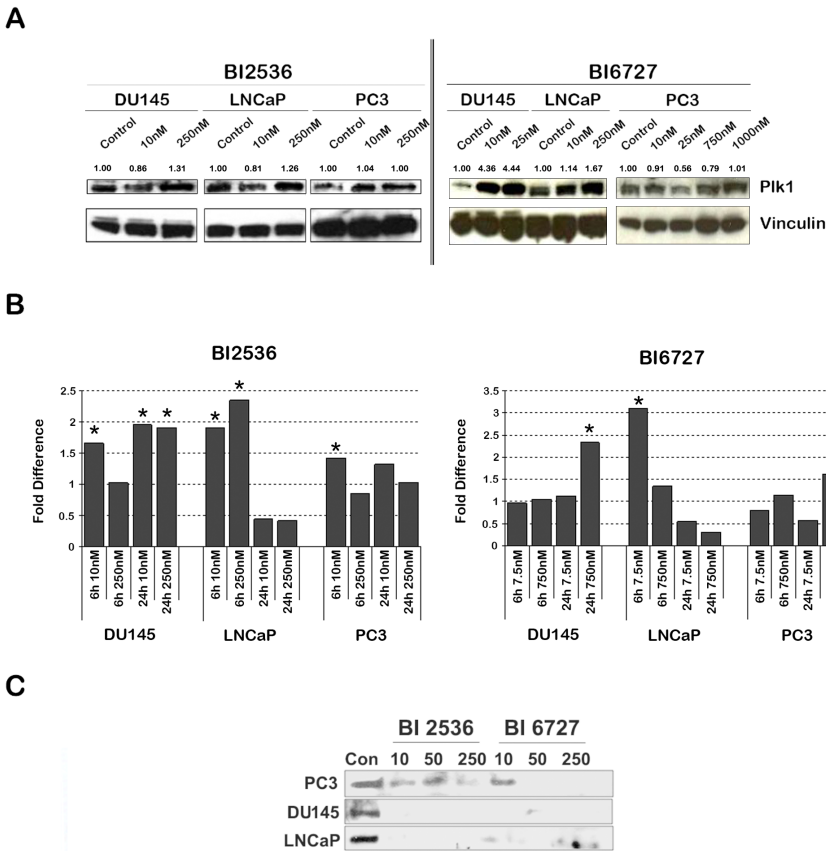 A
BI2536 BI6727
DU145 LNCaP PC3 DU145 LNCaP PC3
Control 10nM 250nM Control 10nM 250nM Control 10nM 250nM Control 10nM 25nM Control 10nM 250nM Control 10nM 25nM 750nM 1000nM
1.00 0.86 1.31 1.00 0.81 1.26 1.00 1.04 1.00 1.00 4.36 4.44 1.00 1.14 1.67 1.00 0.91 0.56 0.79 1.01
Plk1
Vinculin
B
BI2536
Fold Difference
2.5
2
1.5
1
0.5
0
* * * * * *
6h 10nM 6h 250nM 24h 10nM 24h 250nM 6h 10nM 6h 250nM 24h 10nM 24h 250nM 6h 10nM 6h 250nM 24h 10nM 24h 250nM
DU145 LNCaP PC3
BI6727
Fold Difference
3.5
3
2.5
2
1.5
1
0.5
0
* *
6h 7.5nM 6h 750nM 24h 7.5nM 24h 750nM 6h 7.5nM 6h 750nM 24h 7.5nM 24h 750nM 6h 7.5nM 6h 750nM 24h 7.5nM
DU145 LNCaP PC3
C
BI 2536 BI 6727
Con 10 50 250 10 50 250
PC3
DU145
LNCaP